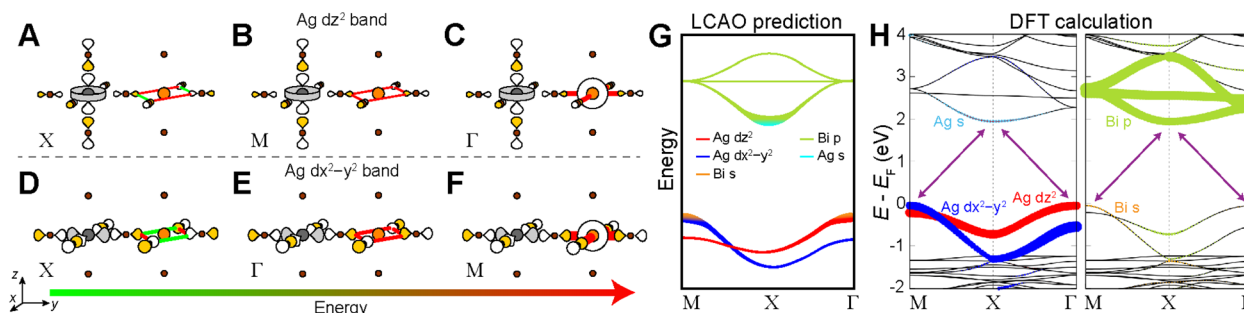 Ag dz²  band
A
B
C
X
M
Γ
Ag dx²−y² band
D
E
F
X
Γ
M
z
x
y
Energy
LCAO prediction
G
Energy
Ag dz²
Ag dx²−y²
Bi s
Bi p
Ag s
M
X
Γ
DFT calculation
H
E - E_F (eV)
4
3
2
1
0
-1
-2
Ag s
Ag dx²−y²
Ag dz²
M
X
Γ
Bi p
Bi s
M
X